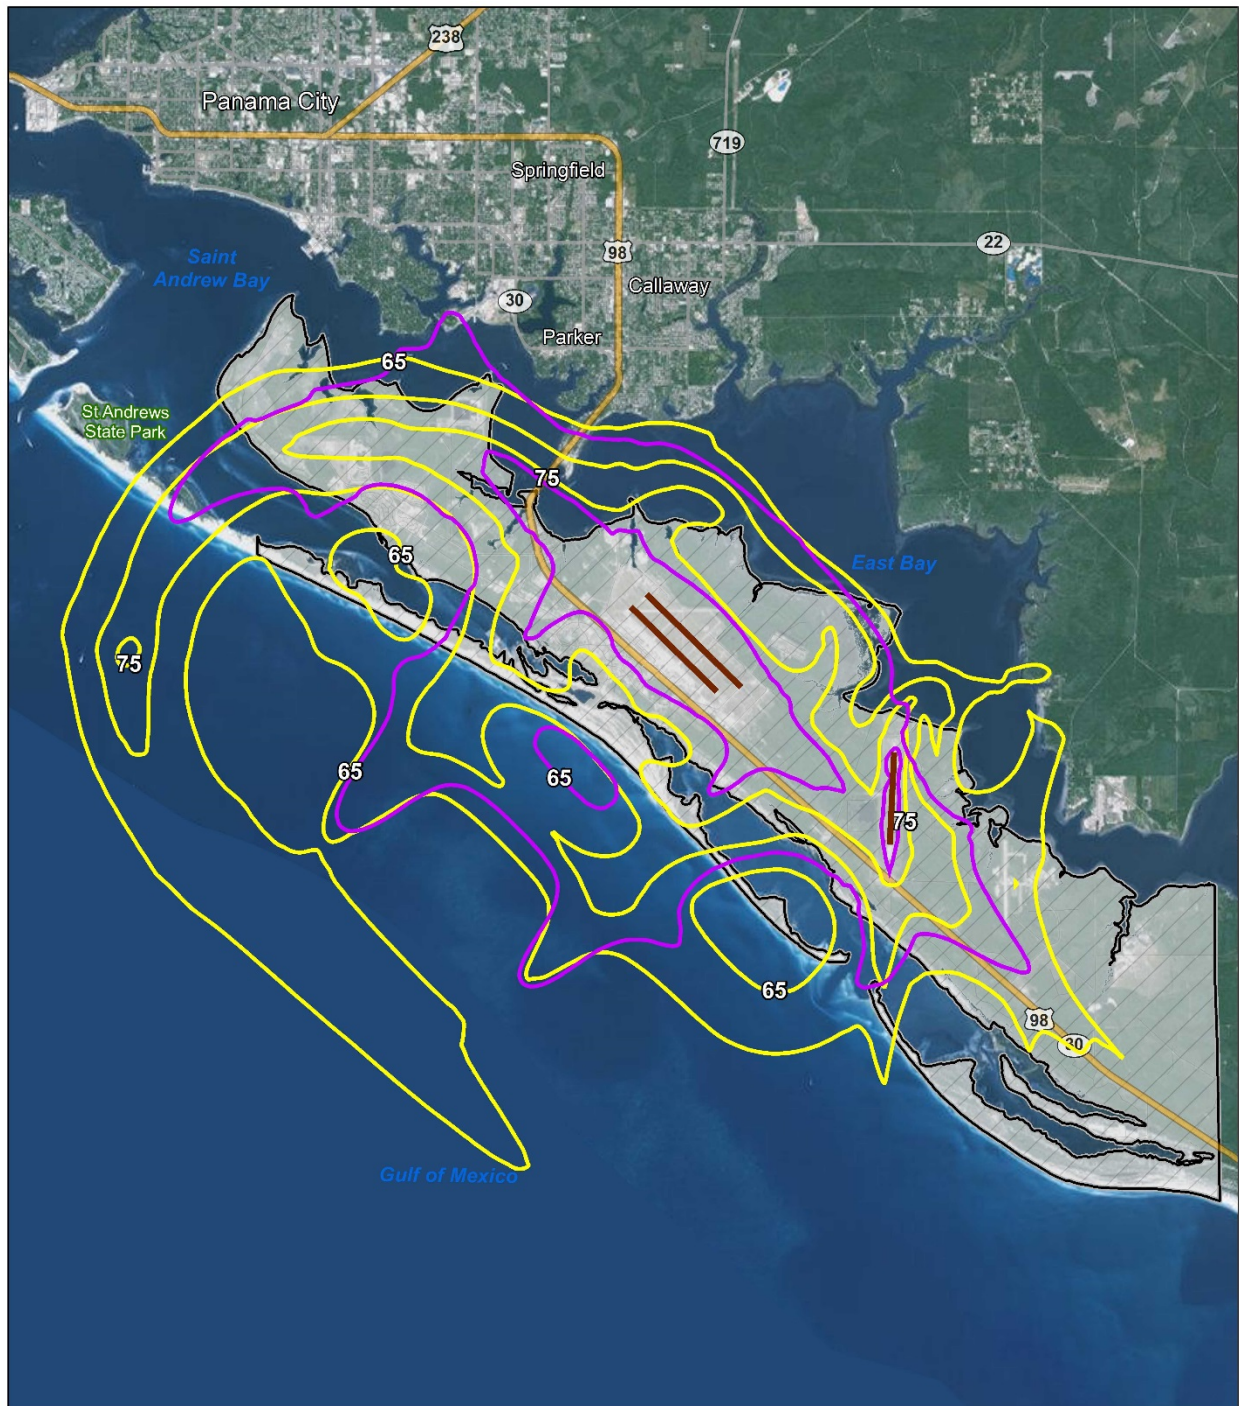 238
Panama City
719
Springfield
22
98
Saint
Andrew Bay
Callaway
30
Parker
65
St Andrews
State Park
75
65
East Bay
75
65
65
75
65
98
30
Gulf of Mexico